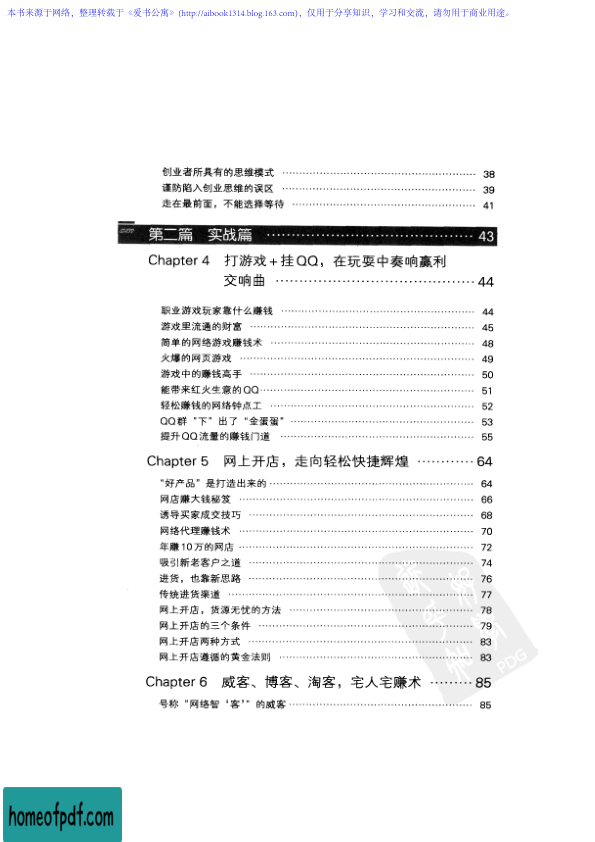 本书来源于网络，整理转载于《爱书公寓》(http://aibook1314.blog.163.com)，仅用于分享知识，学习和交流，请勿用于商业用途。
创业者所具有的思维模式 ………… 38
谨防陷入创业思维的误区 ………… 39
走在最前面，不能选择等待 ………… 41
第二篇 实战篇 ………… 43
Chapter 4 打游戏+挂QQ，在玩耍中奏响赢利
交响曲 ………… 44
职业游戏玩家靠什么赚钱 ………… 44
游戏里流通的财富 ………… 45
简单的网络游戏赚钱术 ………… 48
火爆的网页游戏 ………… 49
游戏中的赚钱高手 ………… 50
能带来红火生意的QQ ………… 51
轻松赚钱的网络钟点工 ………… 52
QQ群“下”出了“金蛋蛋” ………… 53
提升QQ流量的赚钱门道 ………… 55
Chapter 5 网上开店，走向轻松快捷辉煌 ………… 64
“好产品”是打造出来的 ………… 64
网店赚大钱秘笈 ………… 66
诱导买家成交技巧 ………… 68
网络代理赚钱术 ………… 70
年赚10万的网店 ………… 72
吸引新老客户之道 ………… 74
进货，也靠新思路 ………… 76
传统进货渠道 ………… 77
网上开店，货源无忧的方法 ………… 78
网上开店的三个条件 ………… 79
网上开店两种方式 ………… 83
网上开店遵循的黄金法则 ………… 83
Chapter 6 威客、博客、淘客，宅人宅赚术 ………… 85
号称“网络智‘客’”的威客 ………… 85
PDG
homeofpdf.com